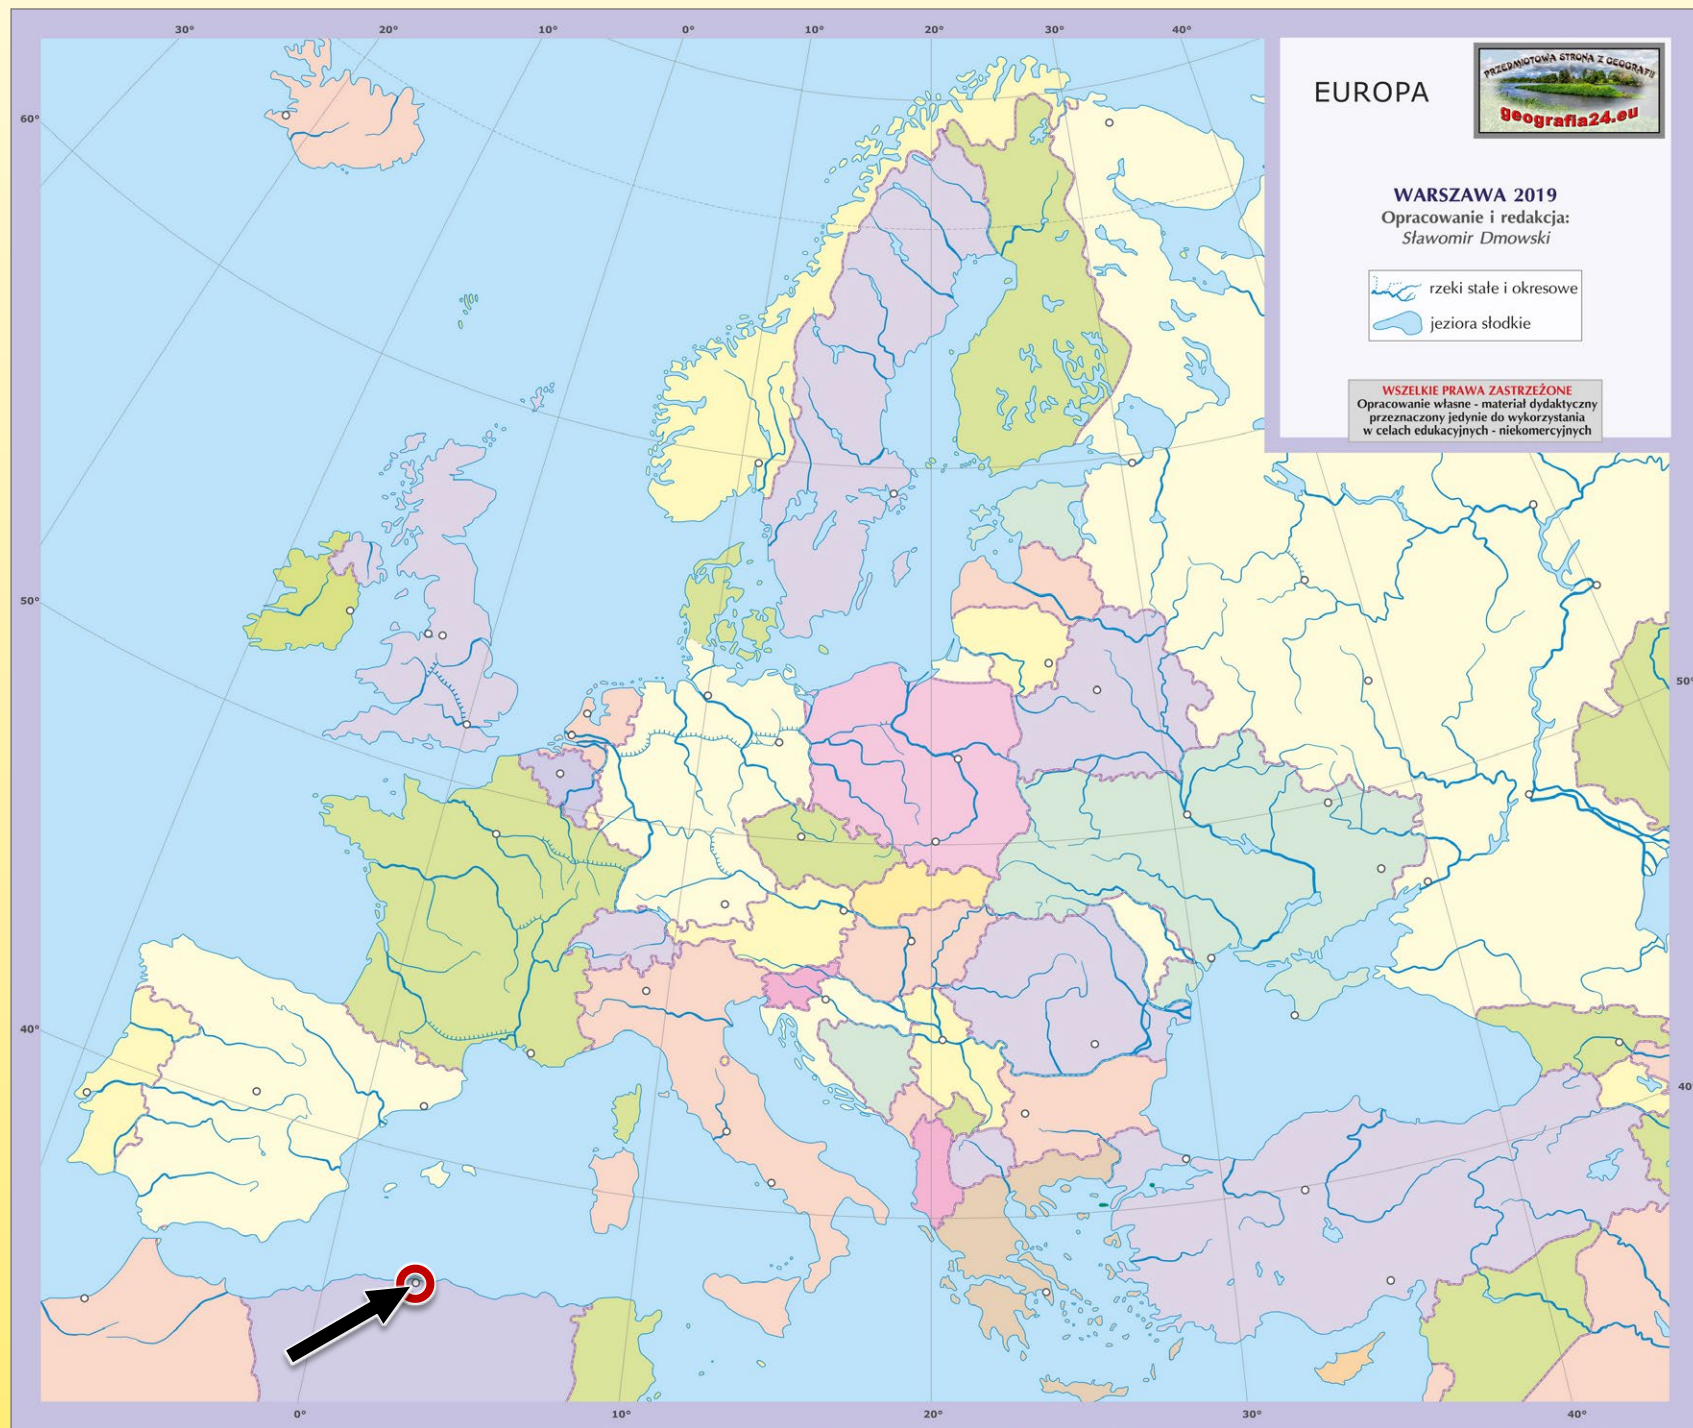 30°
20°
10°
0°
10°
20°
30°
40°
60°
50°
40°
50°
40°
0°
10°
20°
30°
40°
EUROPA
PRZEDMIOTOWA STRONA Z GEOGRAFII
geografia24.eu
WARSZAWA 2019
Opracowanie i redakcja:
Sławomir Dmowski
rzeki stałe i okresowe
jeziora słodkie
WSZELKIE PRAWA ZASTRZEŻONE
Opracowanie własne - materiał dydaktyczny
przeznaczony jedynie do wykorzystania
w celach edukacyjnych - niekomercyjnych